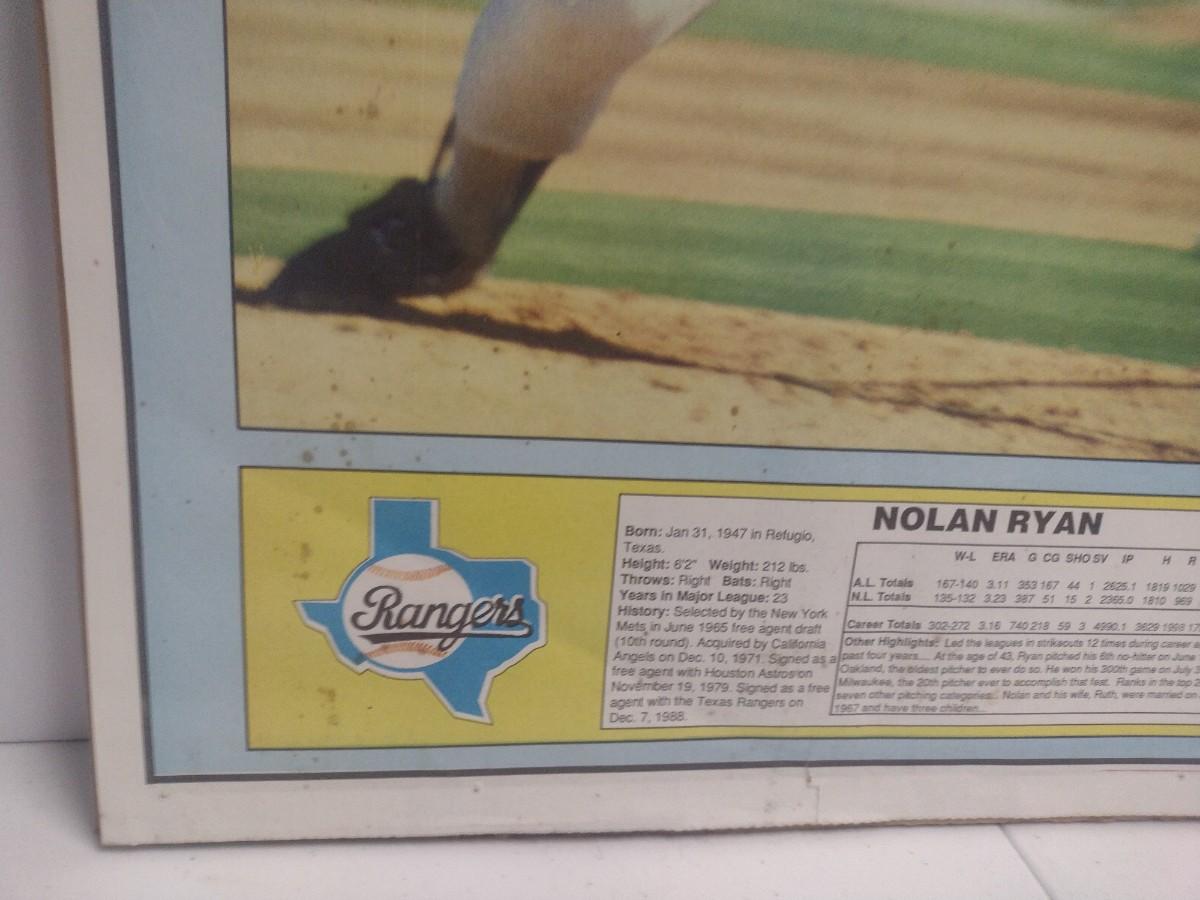 Rangers
Born: Jan 31, 1947 in Refugio,
Texas.
Height: 6'2" Weight: 212 lbs.
Throws: Right Bats: Right
Years in Major League: 23
History: Selected by the New York
Mets in June 1965 free agent draft
(10th round). Acquired by California
Angels on Dec. 10, 1971. Signed as a
free agent with Houston Astros on
November 19, 1979. Signed as a free
agent with the Texas Rangers on
Dec. 7, 1988.
NOLAN RYAN
W-L ERA G CG SHO SV IP H R
A.L. Totals 167-140 3.11 353 167 44 1 2625.1 1819 1029
N.L. Totals 135-132 3.23 387 51 15 2 2365.0 1810 969
Career Totals 302-272 3.16 740 218 59 3 4990.1 3629 1998
Other Highlights: Led the leagues in strikeouts 12 times during career
past four years.... At the age of 43, Ryan pitched his 6th no-hitter on June
Oakland, the oldest pitcher to ever do so. He won his 300th game on July
Milwaukee, the 20th pitcher ever to accomplish that feat. Ranks in the top
seven other pitching categories... Nolan and his wife, Ruth, were married on
1967 and have three children...